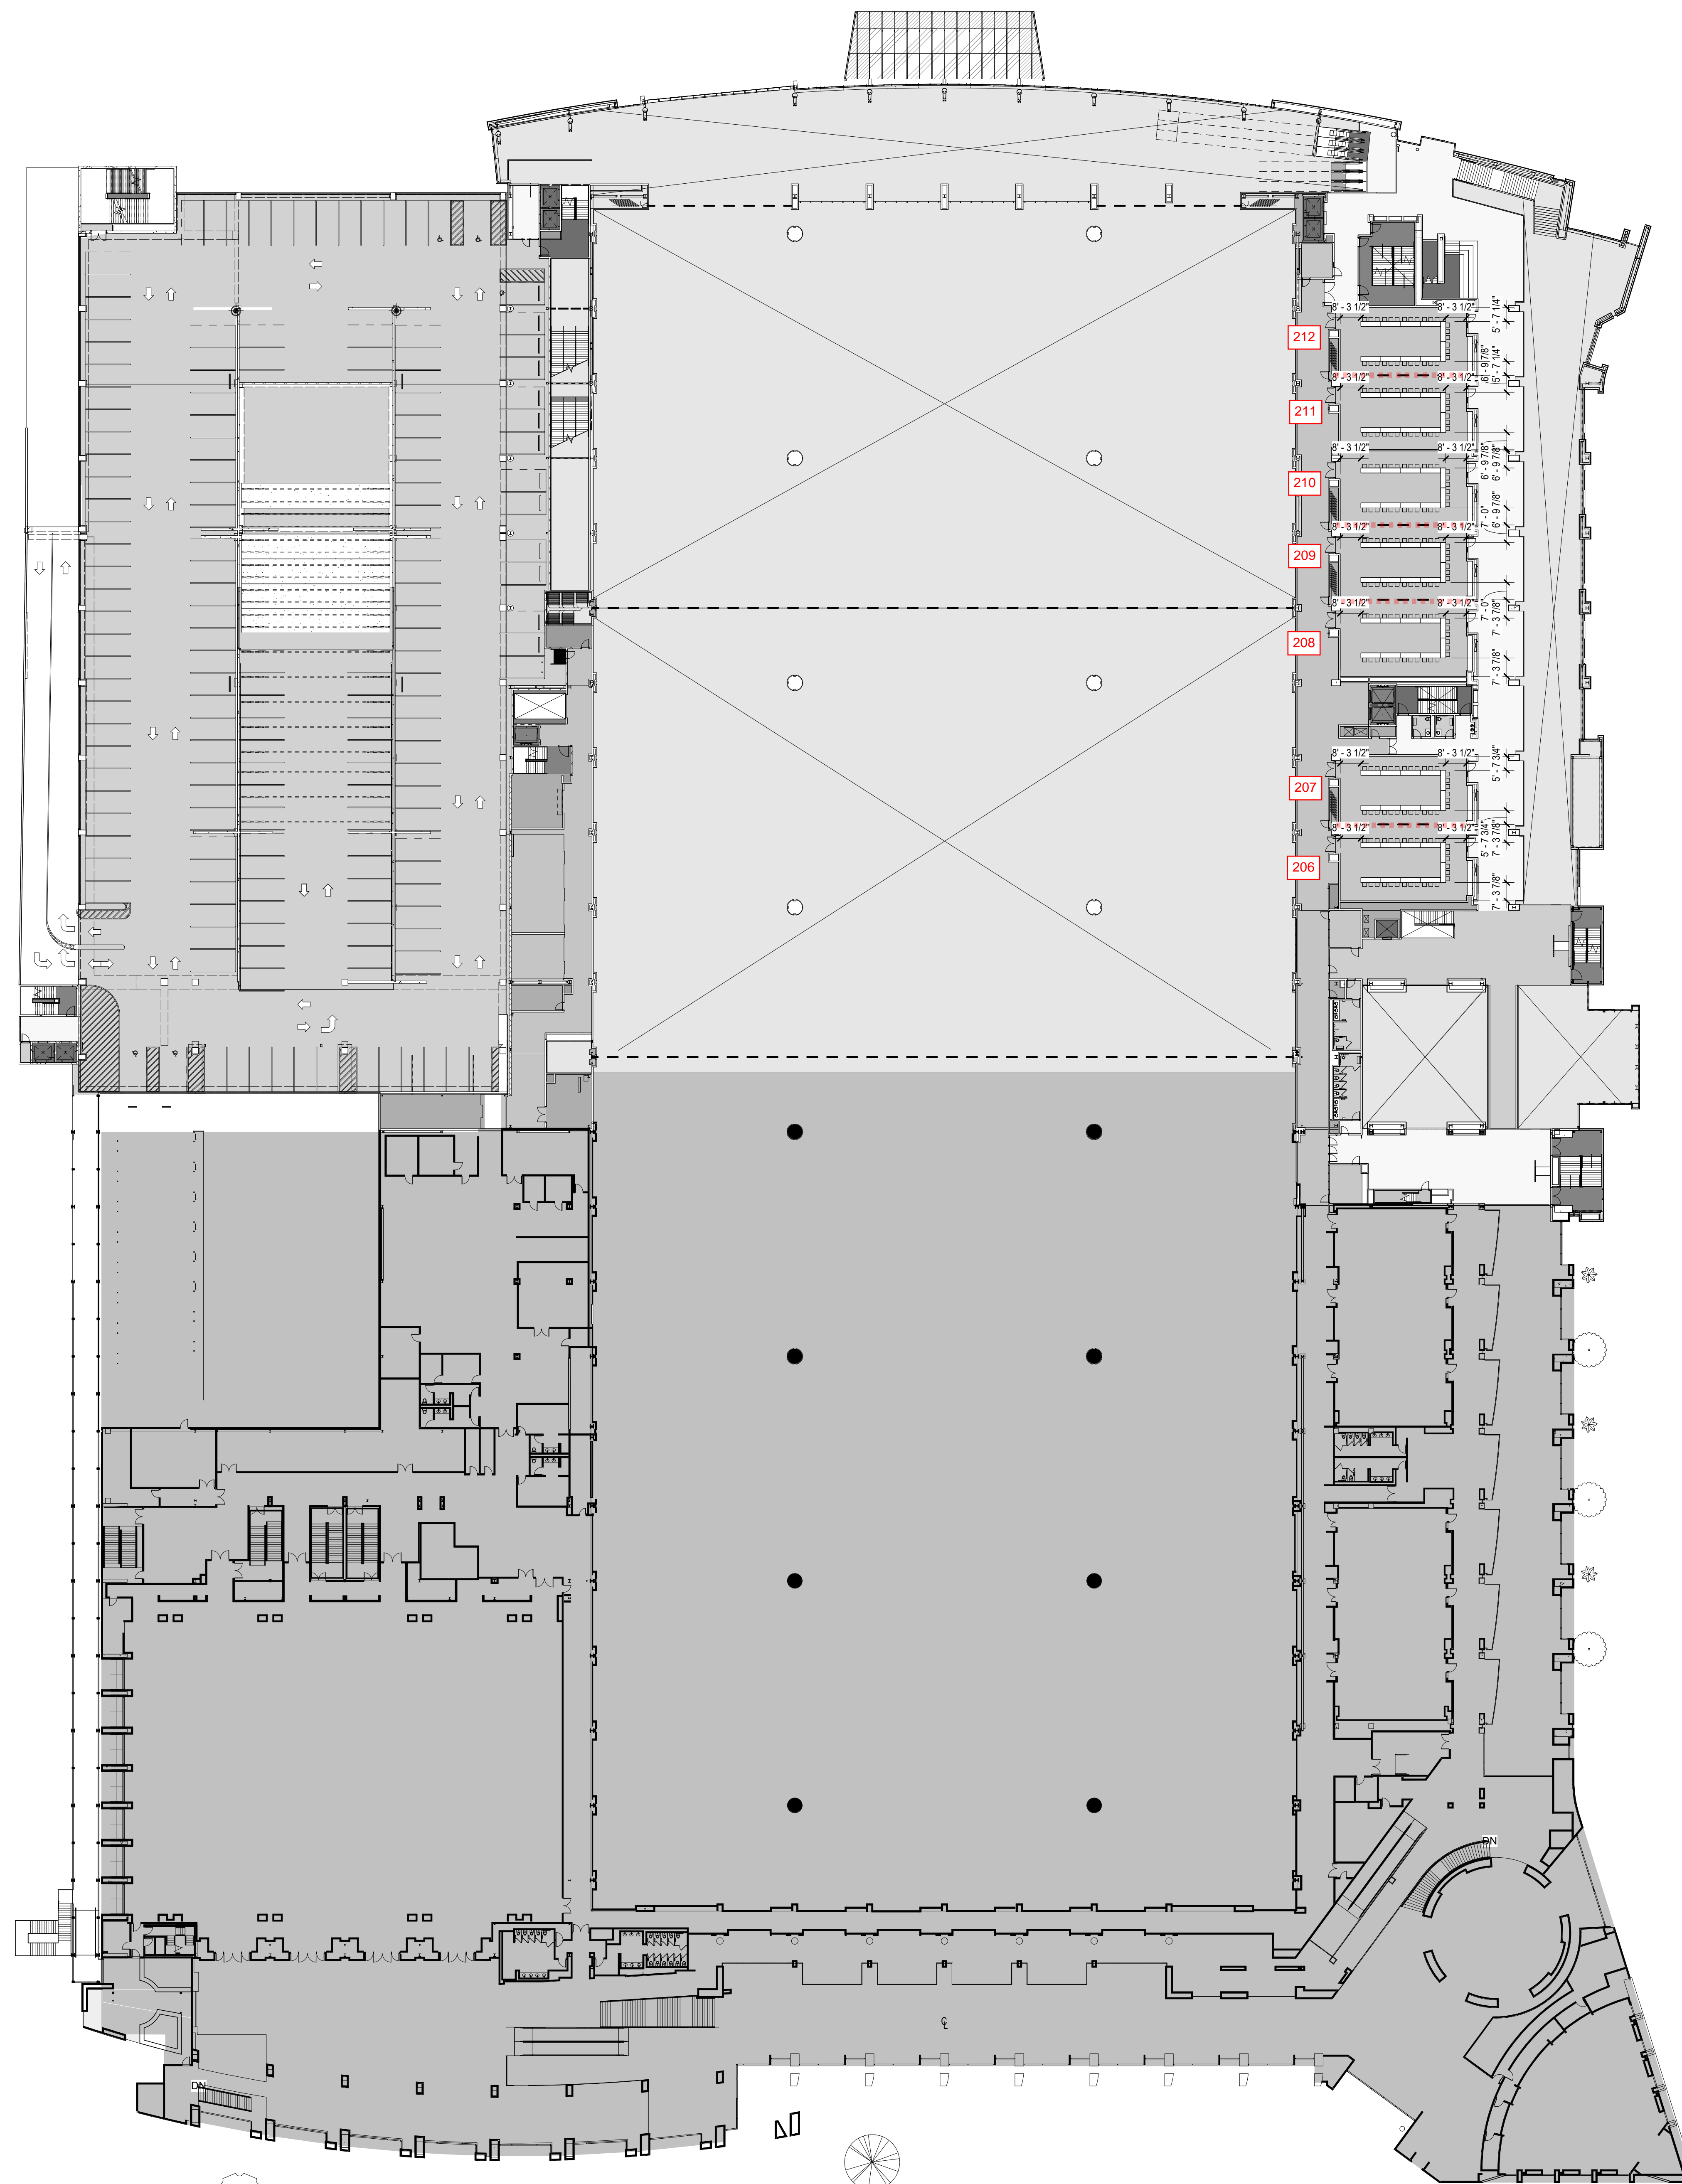 8' - 3 1/2" 8' - 3 1/2"
5' - 7 1/4"
212
6' - 9 7/8"
5' - 7 1/4"
8' - 3 1/2" 8' - 3 1/2"
211
8' - 3 1/2" 8' - 3 1/2"
6' - 9 7/8"
6' - 9 7/8"
210
7' - 0"
6' - 9 7/8"
8' - 3 1/2" 8' - 3 1/2"
209
8' - 3 1/2" 8' - 3 1/2"
7' - 0"
7' - 3 7/8"
208
7' - 3 7/8"
8' - 3 1/2" 8' - 3 1/2"
5' - 7 3/4"
207
8' - 3 1/2" 8' - 3 1/2"
5' - 7 3/4"
7' - 3 7/8"
206
7' - 3 7/8"
DN
DN